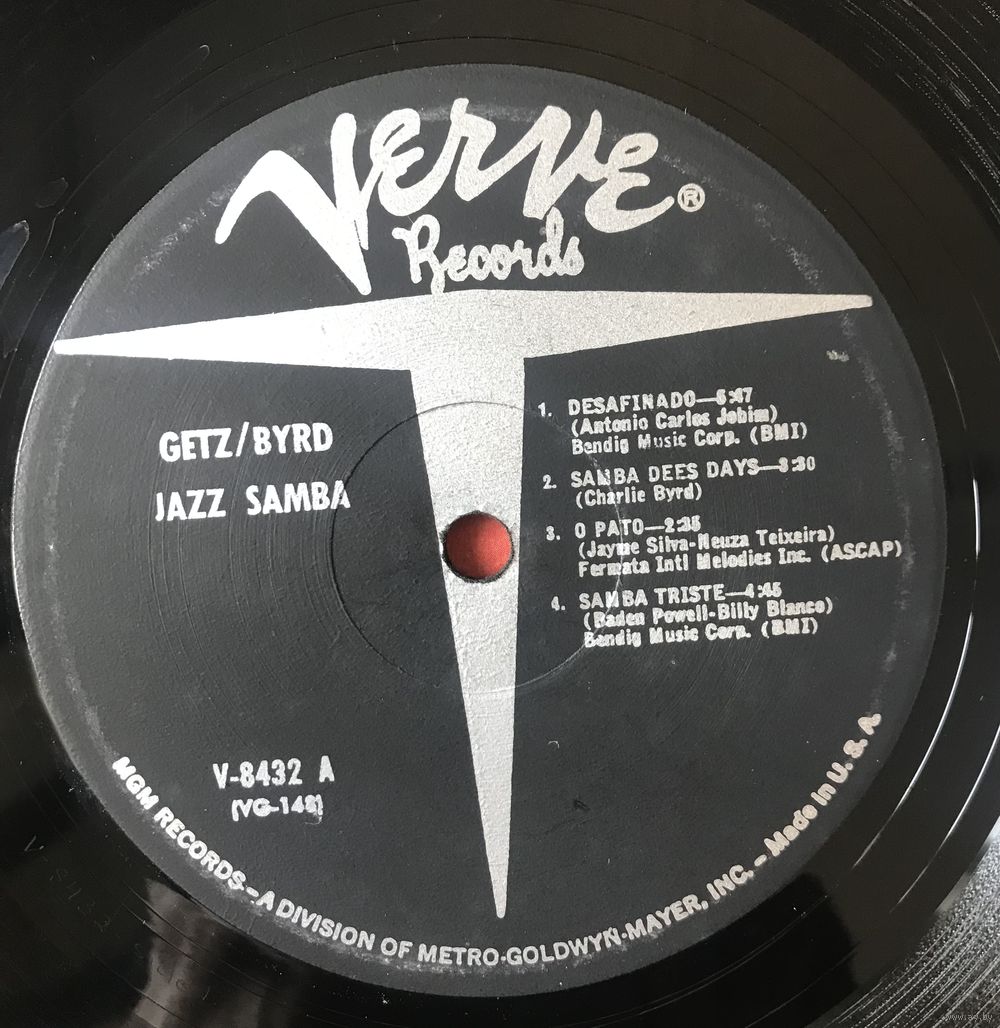 Verve®
Records
GETZ/BYRD
JAZZ SAMBA
1. DESAFINADO—5:47
(Antonio Carlos Jobim)
Bendig Music Corp. (BMI)
2. SAMBA DEES DAYS—3:30
(Charlie Byrd)
3. O PATO—2:35
(Jayme Silva-Neuza Teixeira)
Fermata Intl Melodies Inc. (ASCAP)
4. SAMBA TRISTE—4:45
(Baden Powell-Billy Blanco)
Bendig Music Corp. (BMI)
V-8432 A
MGM RECORDS–A DIVISION OF METRO-GOLDWYN-MAYER, INC. – Made In U. S. A.